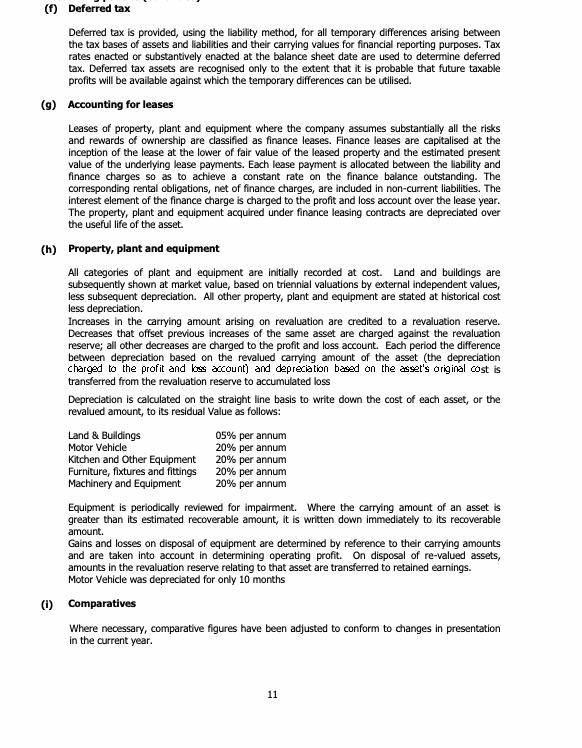 (f) Deferred tax
Deferred tax is provided, using the liability method, for all temporary differences arising between
the tax bases of assets and liabilities and their carrying values for financial reporting purposes. Tax
rates enacted or substantively enacted at the balance sheet date are used to determine deferred
tax. Deferred tax assets are recognised only to the extent that it is probable that future taxable
profits will be available against which the temporary differences can be utilised.
(g) Accounting for leases
Leases of property, plant and equipment where the company assumes substantially all the risks
and rewards of ownership are classified as finance leases. Finance leases are capitalised at the
inception of the lease at the lower of fair value of the leased property and the estimated present
value of the underlying lease payments. Each lease payment is allocated between the liability and
finance charges so as to achieve a constant rate on the finance balance outstanding. The
corresponding rental obligations, net of finance charges, are included in non-current liabilities. The
interest element of the finance charge is charged to the profit and loss account over the lease year.
The property, plant and equipment acquired under finance leasing contracts are depreciated over
the useful life of the asset.
(h) Property, plant and equipment
All categories of plant and equipment are initially recorded at cost. Land and buildings are
subsequently shown at market value, based on triennial valuations by external independent values,
less subsequent depreciation. All other property, plant and equipment are stated at historical cost
less depreciation.
Increases in the carrying amount arising on revaluation are credited to a revaluation reserve.
Decreases that offset previous increases of the same asset are charged against the revaluation
reserve; all other decreases are charged to the profit and loss account. Each period the difference
between depreciation based on the revalued carrying amount of the asset (the depreciation
charged to the profit and loss account) and depreciation based on the asset's original cost is
transferred from the revaluation reserve to accumulated loss
Depreciation is calculated on the straight line basis to write down the cost of each asset, or the
revalued amount, to its residual Value as follows:
Land & Buildings 05% per annum
Motor Vehicle 20% per annum
Kitchen and Other Equipment 20% per annum
Furniture, fixtures and fittings 20% per annum
Machinery and Equipment 20% per annum
Equipment is periodically reviewed for impairment. Where the carrying amount of an asset is
greater than its estimated recoverable amount, it is written down immediately to its recoverable
amount.
Gains and losses on disposal of equipment are determined by reference to their carrying amounts
and are taken into account in determining operating profit. On disposal of re-valued assets,
amounts in the revaluation reserve relating to that asset are transferred to retained earnings.
Motor Vehicle was depreciated for only 10 months
(i) Comparatives
Where necessary, comparative figures have been adjusted to conform to changes in presentation
in the current year.
11